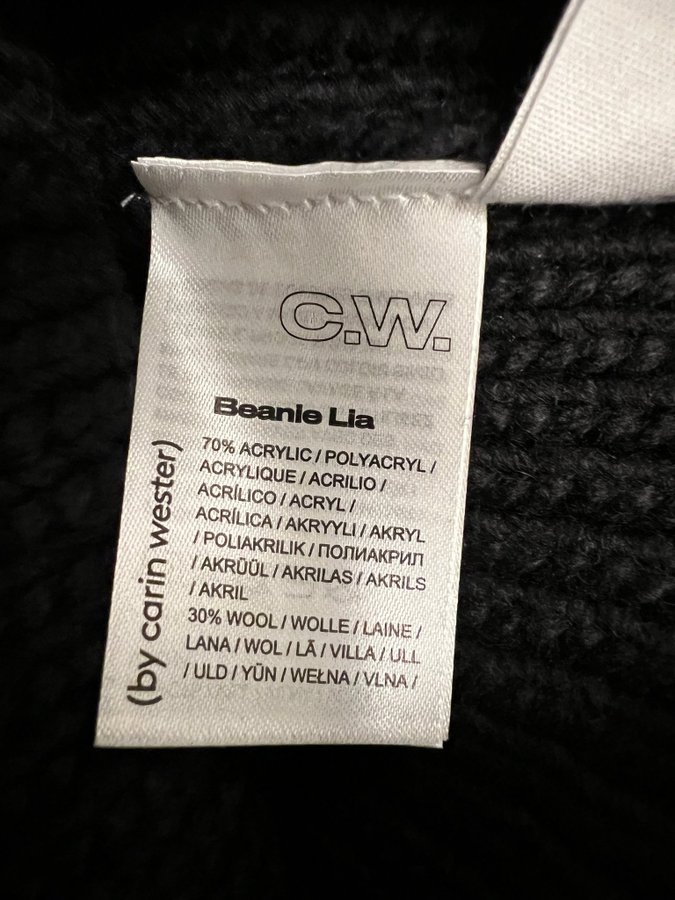 C.W.
Beanie Lia
(by carin wester)
70% ACRYLIC / POLYACRYL /
ACRYLIQUE / ACRILIO /
ACRÍLICO / ACRYL /
ACRÍLICA / AKRYYLI / AKRYL
/ POLIAKRILIK / ПОЛИАКРИЛ
/ AKRÜÜL / AKRILAS / AKRILS
/ AKRIL
30% WOOL / WOLLE / LAINE /
LANA / WOL / LÃ / VILLA / ULL
/ ULD / YÜN / WEŁNA / VLNA /